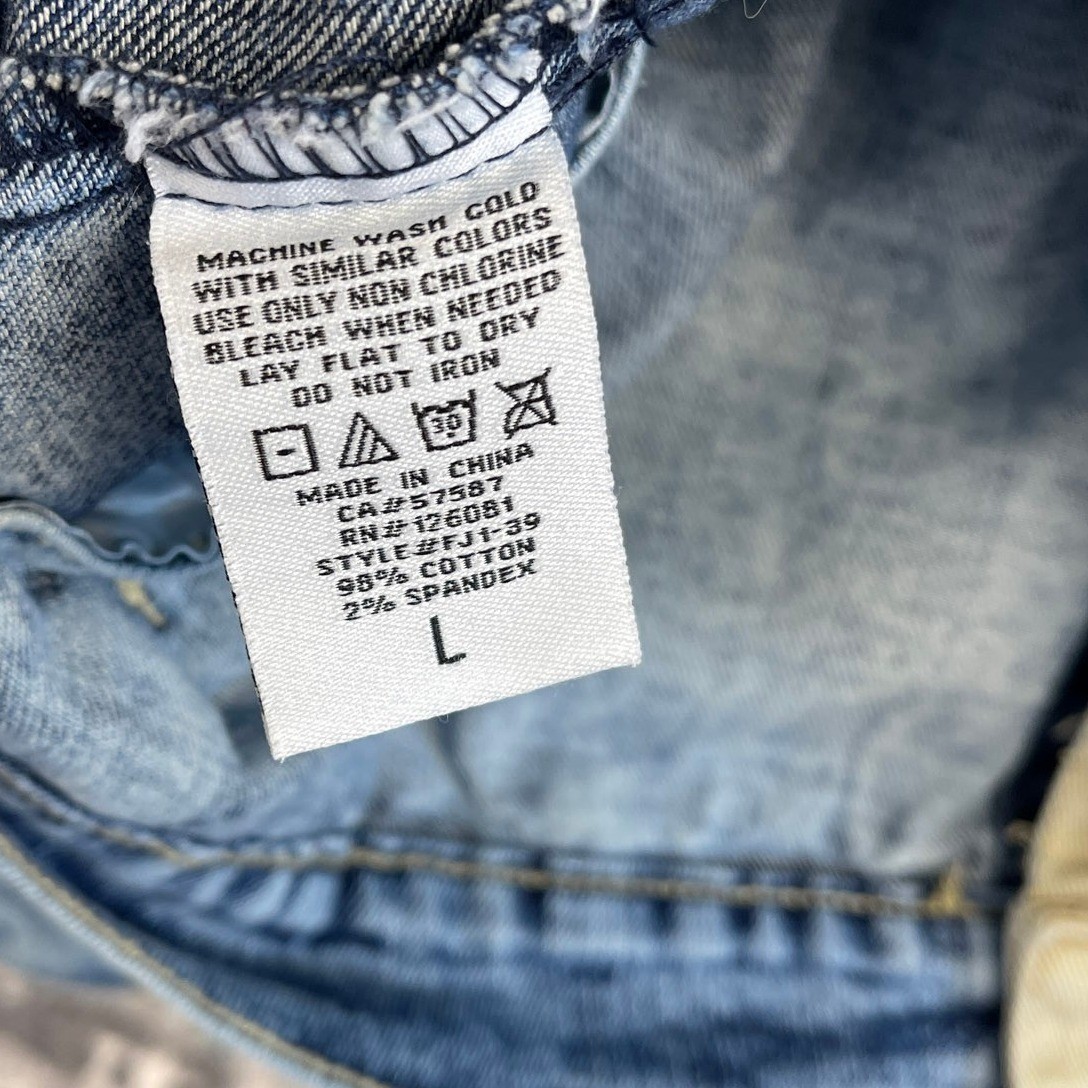 MACHINE WASH COLD
WITH SIMILAR COLORS
USE ONLY NON CHLORINE
BLEACH WHEN NEEDED
LAY FLAT TO DRY
DO NOT IRON
30
MADE IN CHINA
CA#57587
RN#126081
STYLE#FJ1-39
98% COTTON
2% SPANDEX
L